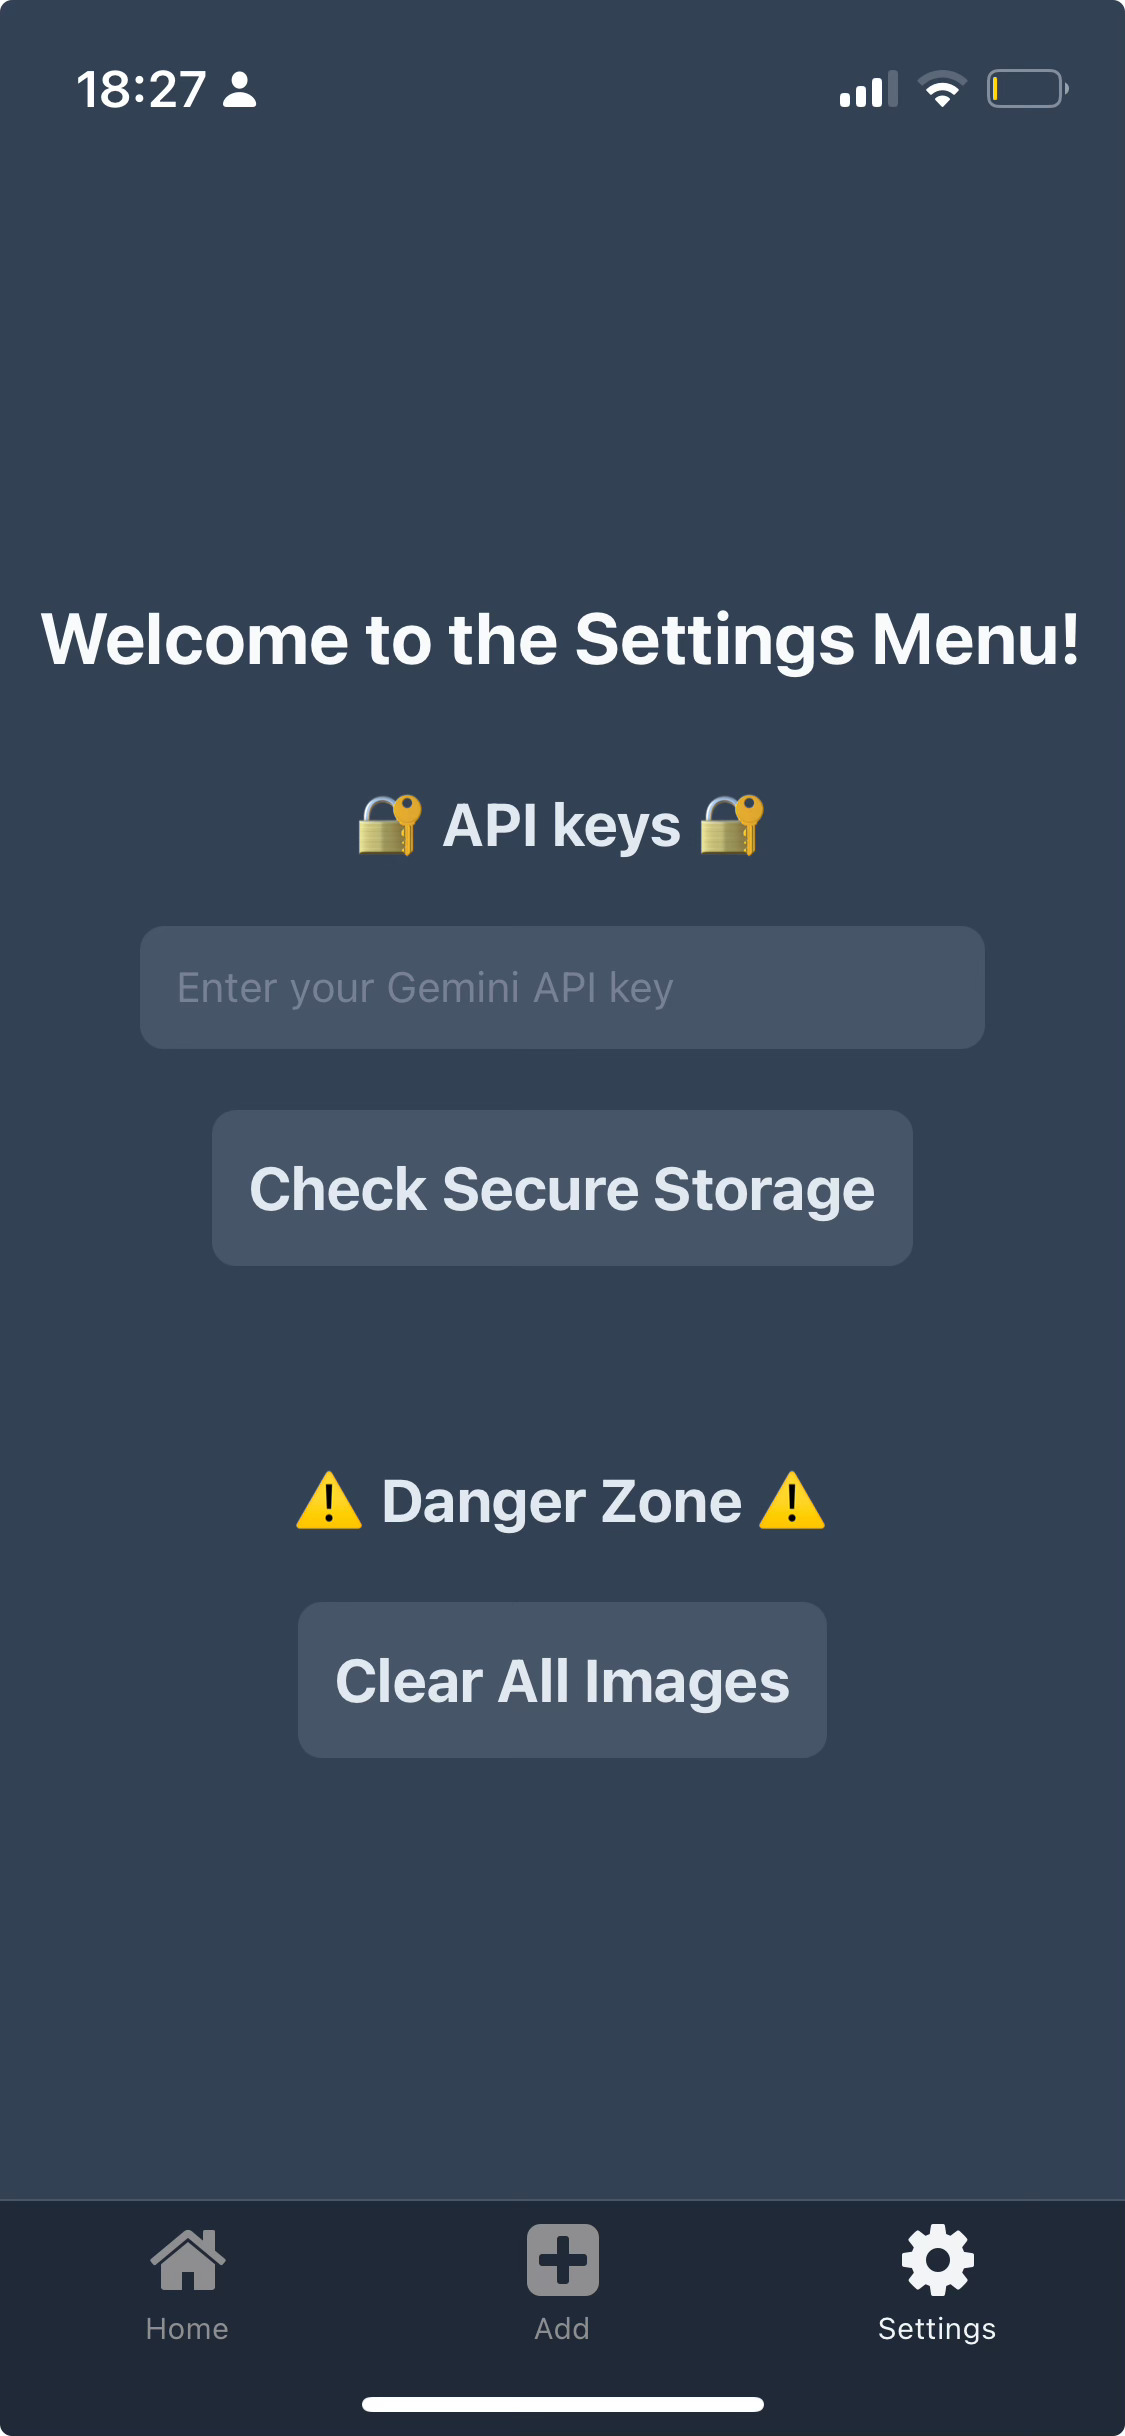 18:27
Welcome to the Settings Menu!
🔐 API keys 🔐
Enter your Gemini API key
Check Secure Storage
⚠️ Danger Zone ⚠️
Clear All Images
Home Add Settings